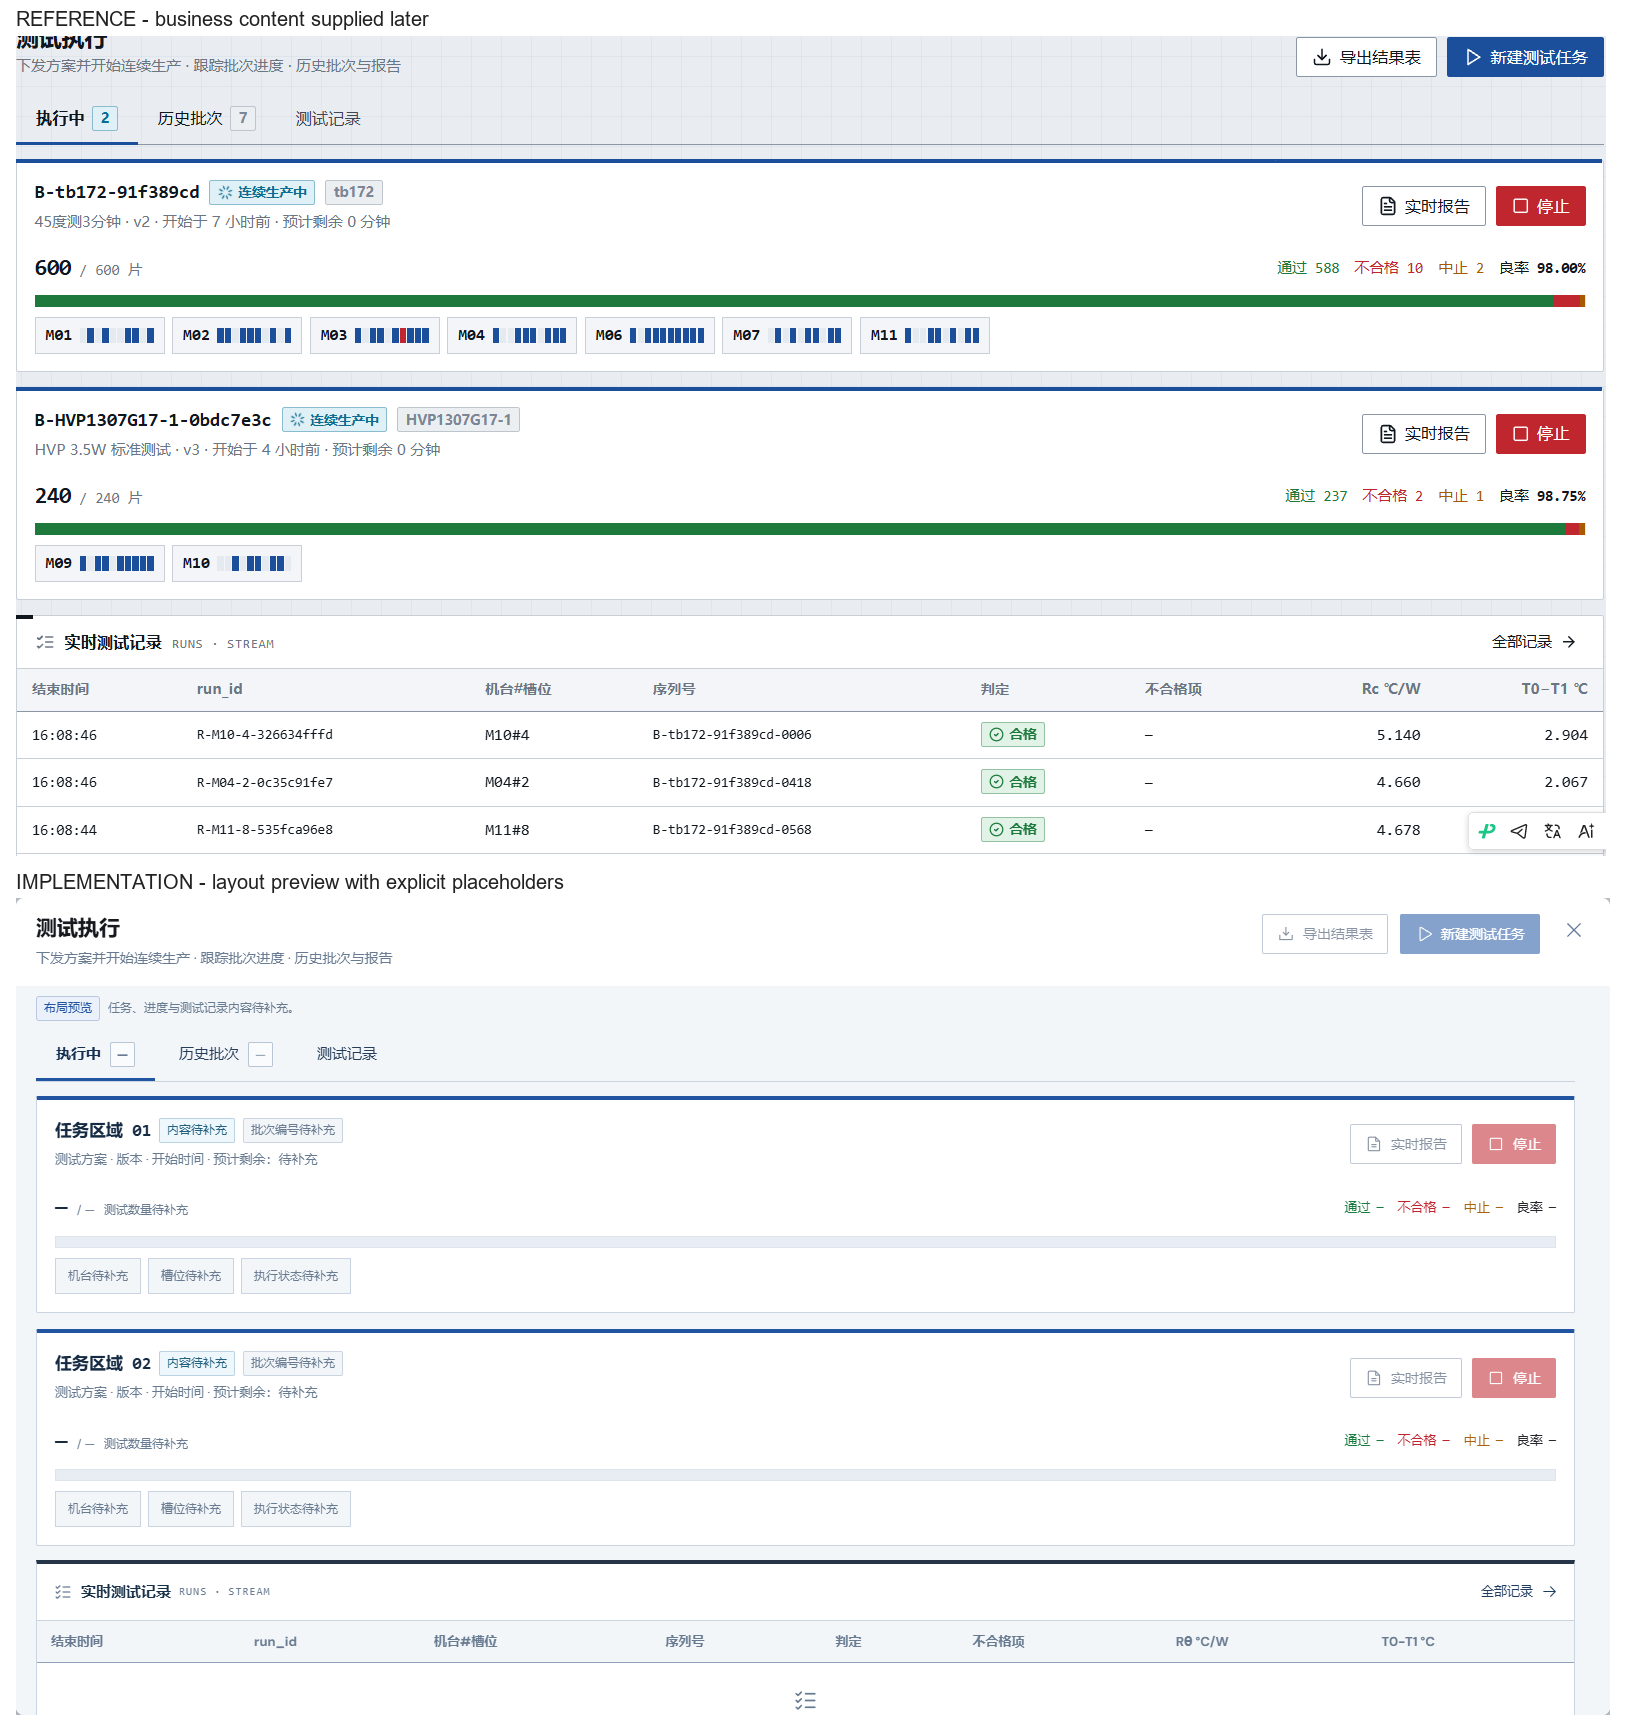 REFERENCE - business content supplied later
测试执行
下发方案并开始连续生产 · 跟踪批次进度 · 历史批次与报告
导出结果表 新建测试任务
执行中 2 历史批次 7 测试记录
B-tb172-91f389cd 连续生产中 tb172
45度测3分钟 · v2 · 开始于 7 小时前 · 预计剩余 0 分钟
实时报告 停止
600 / 600 片
通过 588 不合格 10 中止 2 良率 98.00%
M01 M02 M03 M04 M06 M07 M11
B-HVP1307G17-1-0bdc7e3c 连续生产中 HVP1307G17-1
HVP 3.5W 标准测试 · v3 · 开始于 4 小时前 · 预计剩余 0 分钟
实时报告 停止
240 / 240 片
通过 237 不合格 2 中止 1 良率 98.75%
M09 M10
实时测试记录 RUNS · STREAM 全部记录 →
结束时间 run_id 机台#槽位 序列号 判定 不合格项 Rc ℃/W T0−T1 ℃
16:08:46 R-M10-4-326634fffd M10#4 B-tb172-91f389cd-0006 合格 — 5.140 2.904
16:08:46 R-M04-2-0c35c91fe7 M04#2 B-tb172-91f389cd-0418 合格 — 4.660 2.067
16:08:44 R-M11-8-535fca96e8 M11#8 B-tb172-91f389cd-0568 合格 — 4.678
IMPLEMENTATION - layout preview with explicit placeholders
测试执行
下发方案并开始连续生产 · 跟踪批次进度 · 历史批次与报告
导出结果表 新建测试任务
布局预览 任务、进度与测试记录内容待补充。
执行中 — 历史批次 — 测试记录
任务区域 01 内容待补充 批次编号待补充
测试方案 · 版本 · 开始时间 · 预计剩余：待补充
实时报告 停止
— / — 测试数量待补充
通过 — 不合格 — 中止 — 良率 —
机台待补充 槽位待补充 执行状态待补充
任务区域 02 内容待补充 批次编号待补充
测试方案 · 版本 · 开始时间 · 预计剩余：待补充
实时报告 停止
— / — 测试数量待补充
通过 — 不合格 — 中止 — 良率 —
机台待补充 槽位待补充 执行状态待补充
实时测试记录 RUNS · STREAM 全部记录 →
结束时间 run_id 机台#槽位 序列号 判定 不合格项 Rθ °C/W T0-T1 °C